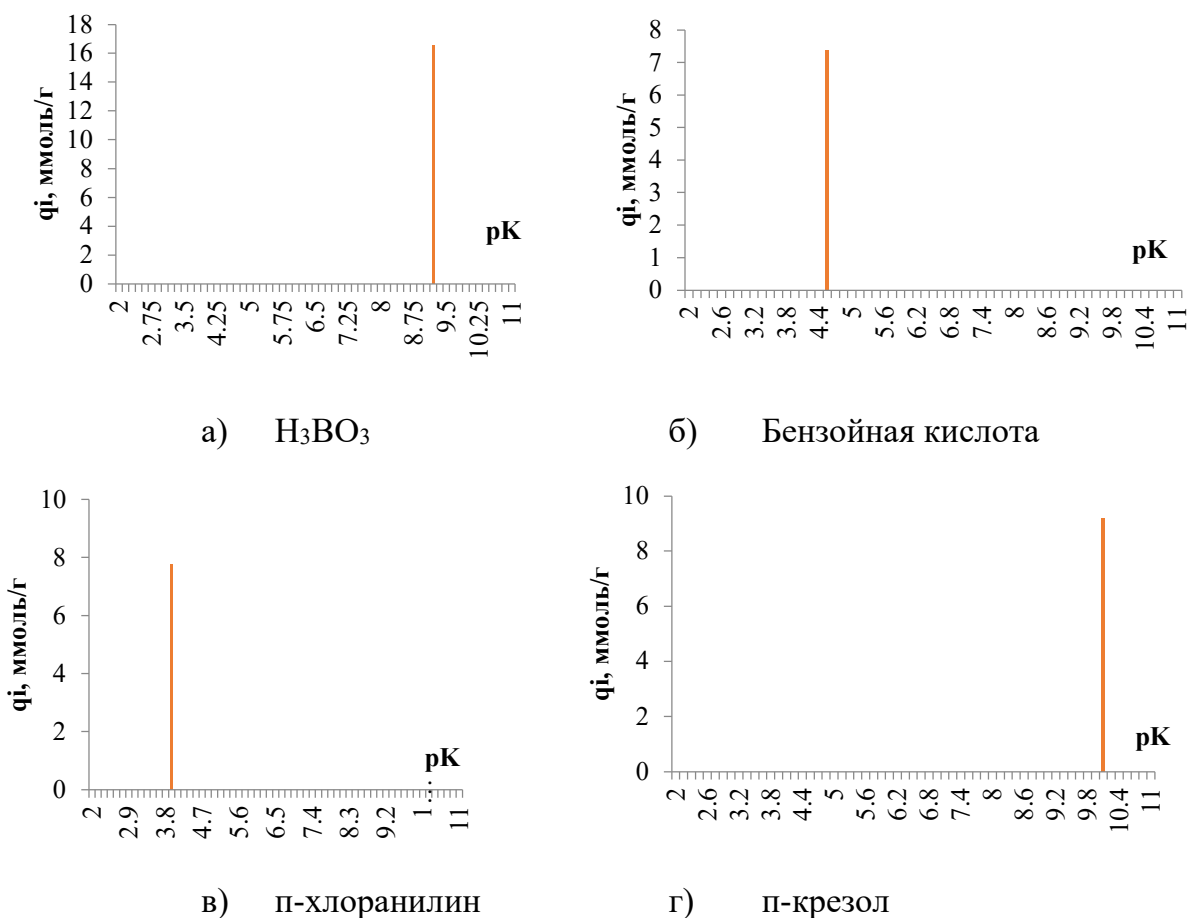 18
16
14
12
10
8
6
4
2
0
qi, ммоль/г
pK
2 2.75 3.5 4.25 5 5.75 6.5 7.25 8 8.75 9.5 10.25 11
а) H₃BO₃
8
7
6
5
4
3
2
1
0
qi, ммоль/г
pK
2 2.6 3.2 3.8 4.4 5 5.6 6.2 6.8 7.4 8 8.6 9.2 9.8 10.4 11
б) Бензойная кислота
10
8
6
4
2
0
qi, ммоль/г
pK
2 2.9 3.8 4.7 5.6 6.5 7.4 8.3 9.2 1... 11
в) п-хлоранилин
10
8
6
4
2
0
qi, ммоль/г
pK
2 2.6 3.2 3.8 4.4 5 5.6 6.2 6.8 7.4 8 8.6 9.2 9.8 10.4 11
г) п-крезол